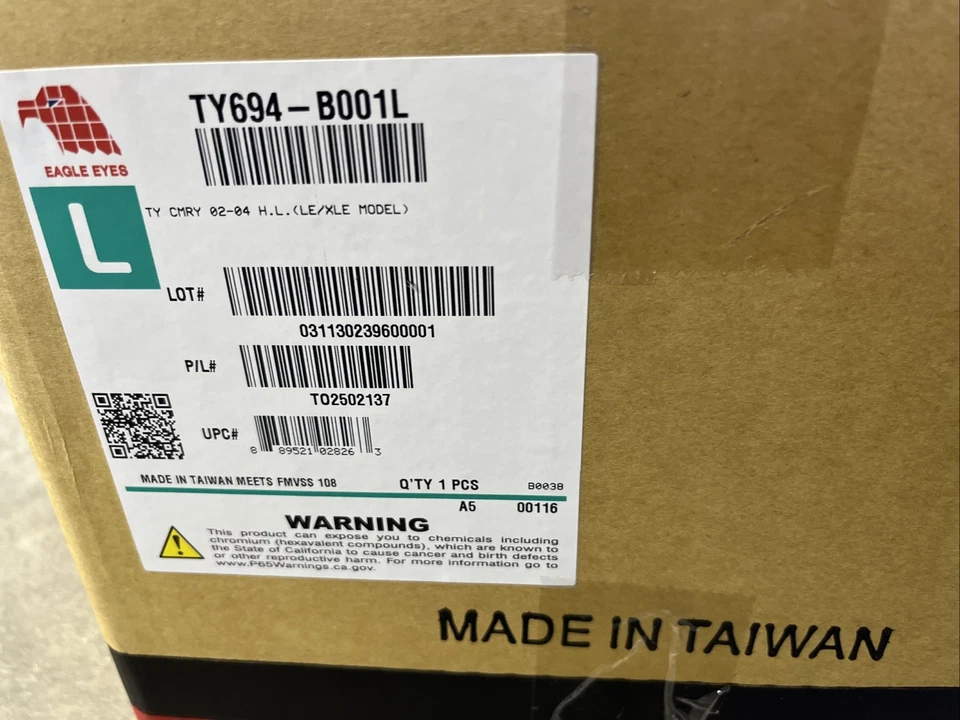 TY694-B001L
EAGLE EYES
L
TY CMRY 02-04 H.L.(LE/XLE MODEL)
LOT#
031130239600001
P/L#
TO2502137
UPC#
8 89521 02826 3
MADE IN TAIWAN MEETS FMVSS 108 Q'TY 1 PCS B003B
A5 00116
WARNING
This product can expose you to chemicals including
chromium (hexavalent compounds), which are known to
the State of California to cause cancer and birth defects
or other reproductive harm. For more information go to
www.P65Warnings.ca.gov.
MADE IN TAIWAN